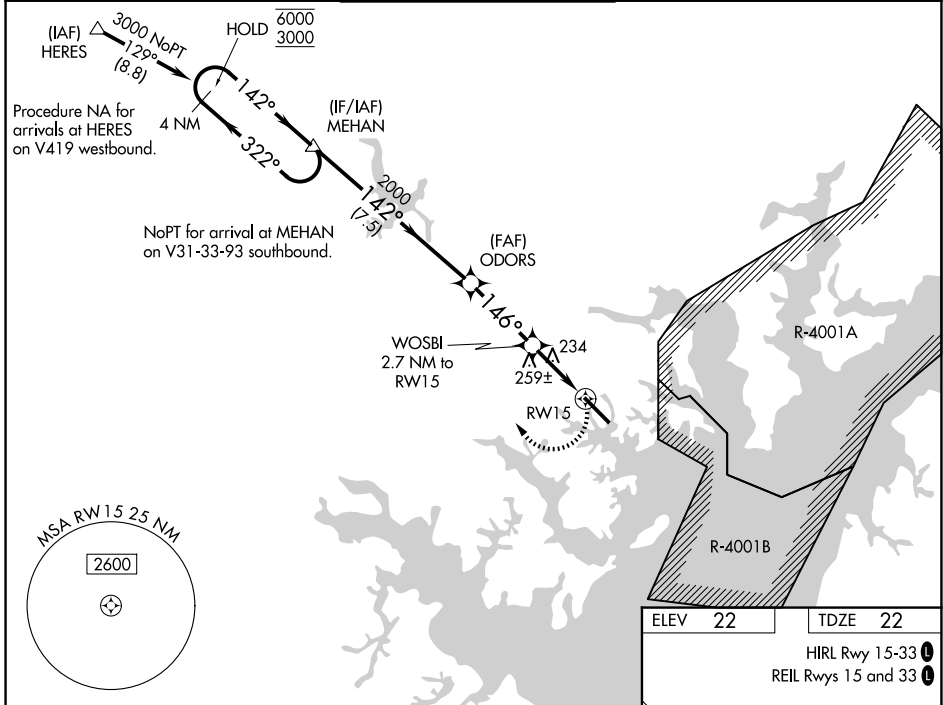 (IAF)
HERES
3000 NoPT
129°
(8.8)
HOLD
6000
3000
142°
4 NM
322°
(IF/IAF)
MEHAN
Procedure NA for
arrivals at HERES
on V419 westbound.
2000
142°
(7.5)
NoPT for arrival at MEHAN
on V31-33-93 southbound.
(FAF)
ODORS
146°
WOSBI
2.7 NM to
RW15
234
259±
RW15
R-4001A
R-4001B
MSA RW15 25 NM
2600
ELEV 22
TDZE 22
HIRL Rwy 15-33 L
REIL Rwys 15 and 33 L